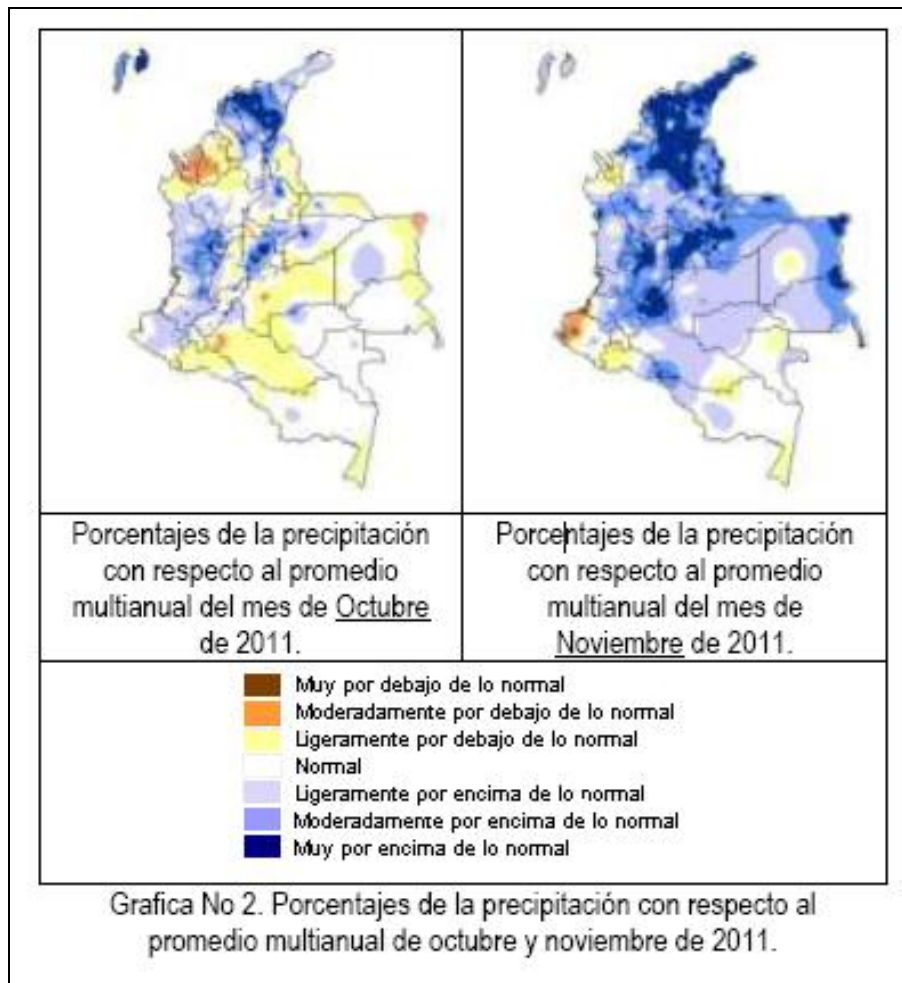 Porcentajes de la precipitación
con respecto al promedio
multianual del mes de Octubre
de 2011.
Porcentajes de la precipitación
con respecto al promedio
multianual del mes de
Noviembre de 2011.
Muy por debajo de lo normal
Moderadamente por debajo de lo normal
Ligeramente por debajo de lo normal
Normal
Ligeramente por encima de lo normal
Moderadamente por encima de lo normal
Muy por encima de lo normal
Grafica No 2. Porcentajes de la precipitación con respecto al
promedio multianual de octubre y noviembre de 2011.